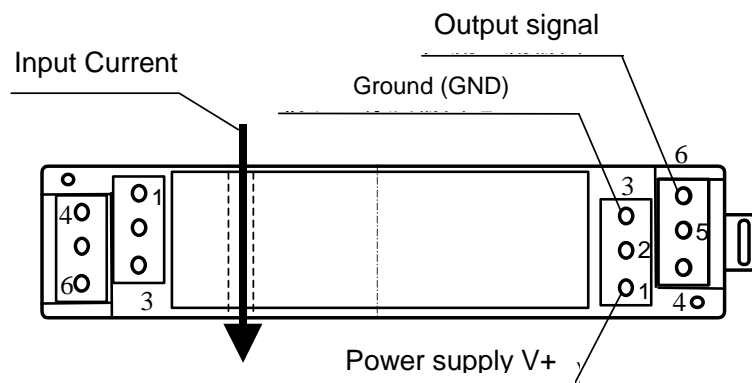 Output signal
Input Current
Ground (GND)
6
3
1
4
5
2
6
1
3
4
Power supply V+